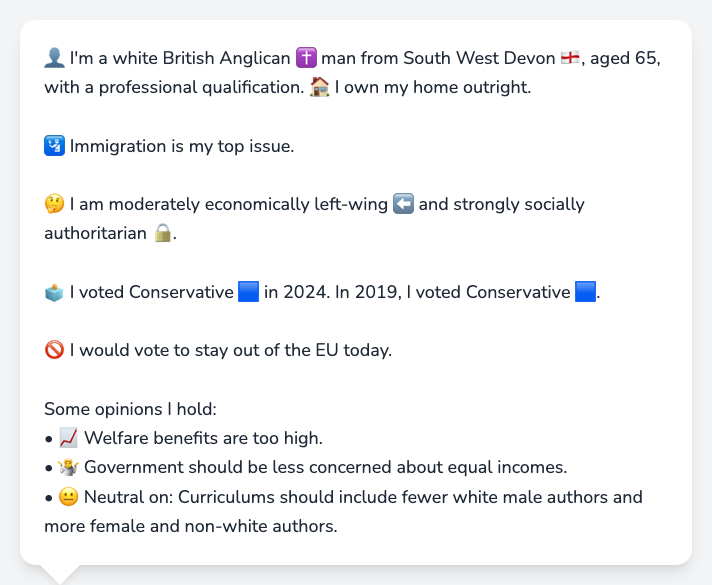 👤 I'm a white British Anglican ✝️ man from South West Devon 🏴󠁧󠁢󠁥󠁮󠁧󠁿, aged 65,
with a professional qualification. 🏠 I own my home outright.
🛂 Immigration is my top issue.
🤔 I am moderately economically left-wing ⬅️ and strongly socially
authoritarian 🔒.
🗳️ I voted Conservative 🟦 in 2024. In 2019, I voted Conservative 🟦.
🚫 I would vote to stay out of the EU today.
Some opinions I hold:
• 📈 Welfare benefits are too high.
• 🤷 Government should be less concerned about equal incomes.
• 😐 Neutral on: Curriculums should include fewer white male authors and
more female and non-white authors.